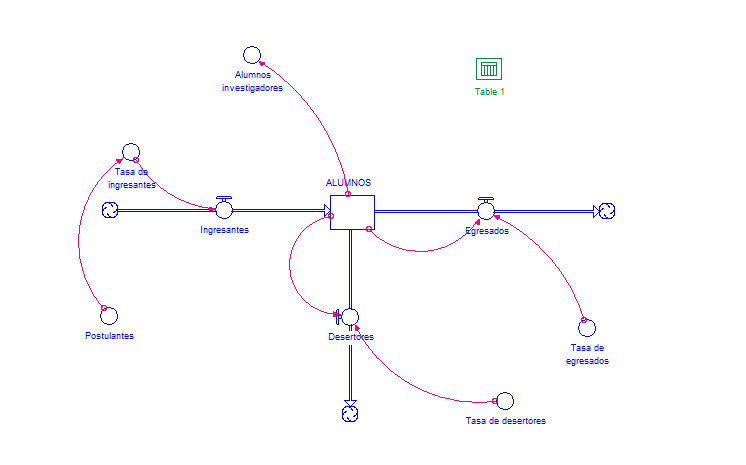 Alumnos
investigadores
Table 1
Tasa de
ingresantes
ALUMNOS
Ingresantes
Egresados
Postulantes
Desertores
Tasa de
egresados
Tasa de desertores